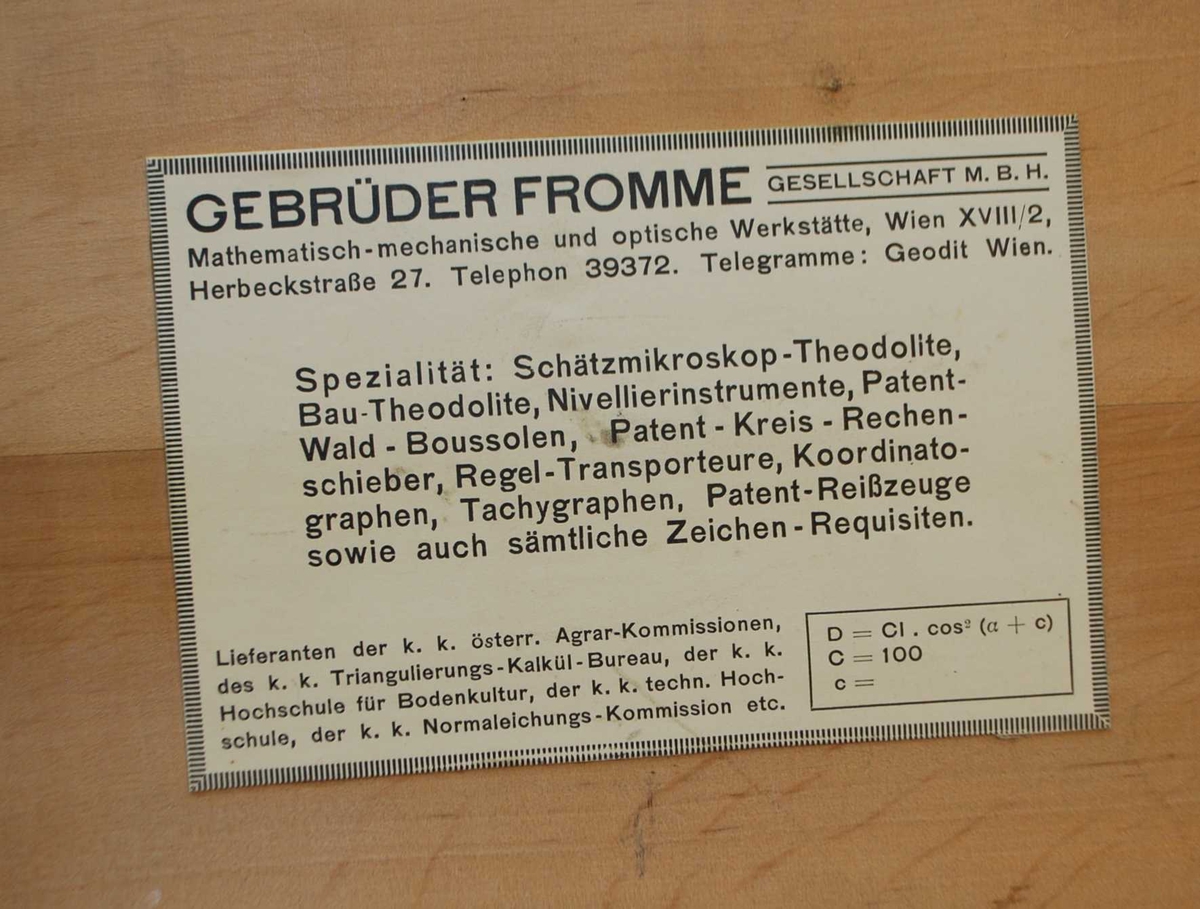 GEBRÜDER FROMME GESELLSCHAFT M. B. H.
Mathematisch-mechanische und optische Werkstätte, Wien XVIII/2,
Herbeckstraße 27. Telephon 39372. Telegramme: Geodit Wien.
Spezialität: Schätzmikroskop-Theodolite,
Bau-Theodolite, Nivellierinstrumente, Patent-
Wald - Boussolen, Patent - Kreis - Rechen-
schieber, Regel-Transporteure, Koordinato-
graphen, Tachygraphen, Patent-Reißzeuge
sowie auch sämtliche Zeichen-Requisiten.
Lieferanten der k. k. österr. Agrar-Kommissionen,
des k. k. Triangulierungs-Kalkül-Bureau, der k. k.
Hochschule für Bodenkultur, der k. k. techn. Hoch-
schule, der k. k. Normaleichungs-Kommission etc.
D = Cl . cos² (α + c)
C = 100
c =